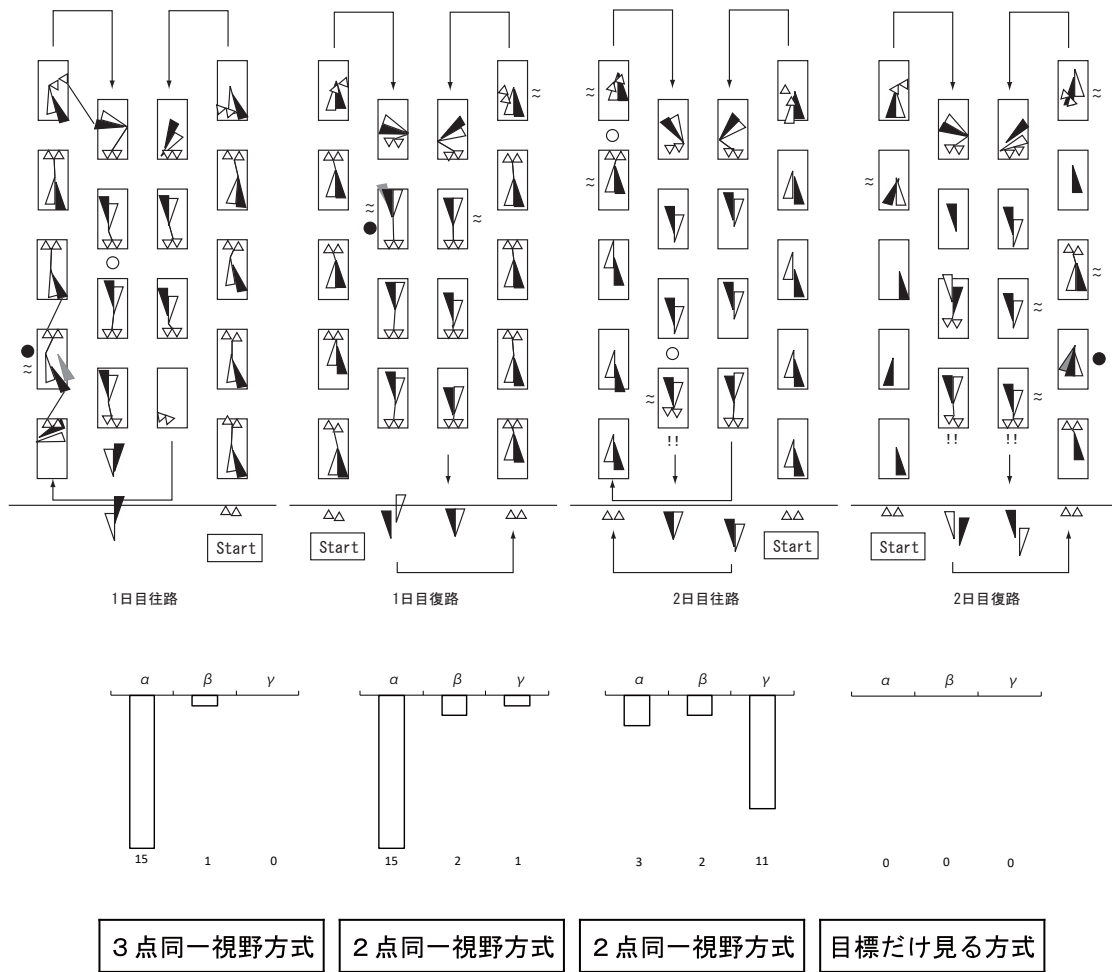 !! !! !!
Start Start Start Start
1日目往路 1日目復路 2日目往路 2日目復路
α β γ α β γ α β γ α β γ
15 1 0 15 2 1 3 2 11 0 0 0
3点同一視野方式 2点同一視野方式 2点同一視野方式 目標だけ見る方式